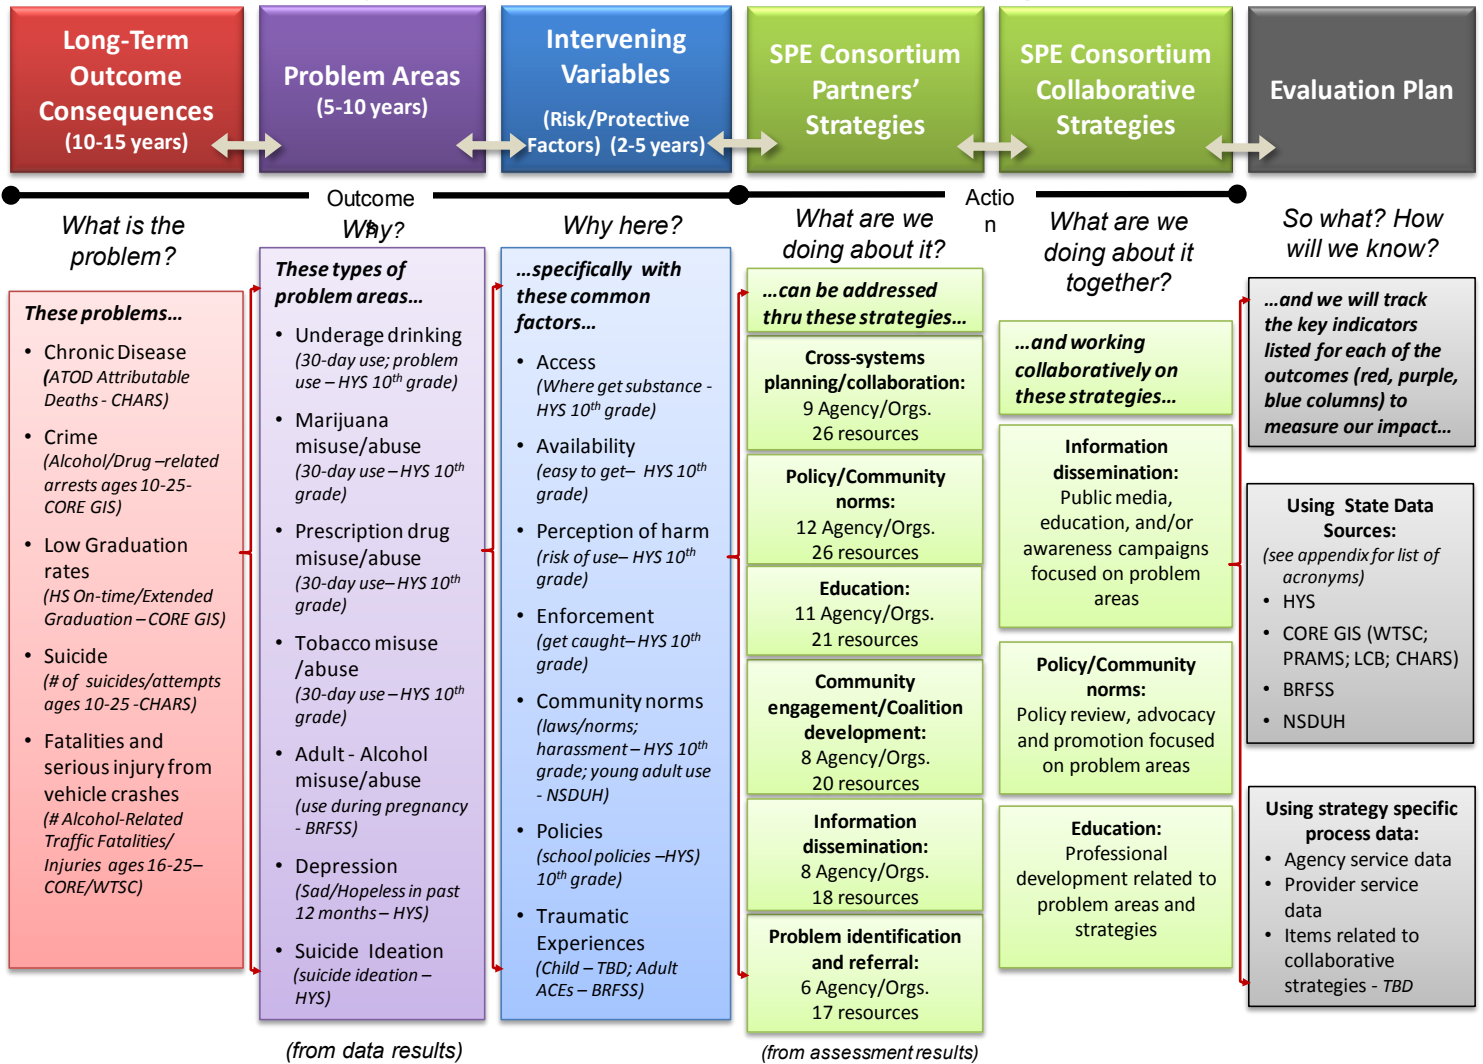 Long-Term
Outcome
Consequences
(10-15 years)
Problem Areas
(5-10 years)
Intervening
Variables
(Risk/Protective
Factors) (2-5 years)
SPE Consortium
Partners’
Strategies
SPE Consortium
Collaborative
Strategies
Evaluation Plan
Outcome
s
Actio
n
What is the
problem?
These problems…
• Chronic Disease
(ATOD Attributable
Deaths - CHARS)
• Crime
(Alcohol/Drug –related
arrests ages 10-25-
CORE GIS)
• Low Graduation
rates
(HS On-time/Extended
Graduation – CORE GIS)
• Suicide
(# of suicides/attempts
ages 10-25 -CHARS)
• Fatalities and
serious injury from
vehicle crashes
(# Alcohol-Related
Traffic Fatalities/
Injuries ages 16-25–
CORE/WTSC)
Why?
These types of
problem areas…
• Underage drinking
(30-day use; problem
use – HYS 10th grade)
• Marijuana
misuse/abuse
(30-day use – HYS 10th
grade)
• Prescription drug
misuse/abuse
(30-day use– HYS 10th
grade)
• Tobacco misuse
/abuse
(30-day use – HYS 10th
grade)
• Adult - Alcohol
misuse/abuse
(use during pregnancy
- BRFSS)
• Depression
(Sad/Hopeless in past
12 months – HYS)
• Suicide Ideation
(suicide ideation –
HYS)
(from data results)
Why here?
…specifically with
these common
factors…
• Access
(Where get substance -
HYS 10th grade)
• Availability
(easy to get– HYS 10th
grade)
• Perception of harm
(risk of use– HYS 10th
grade)
• Enforcement
(get caught– HYS 10th
grade)
• Community norms
(laws/norms;
harassment – HYS 10th
grade; young adult use
- NSDUH)
• Policies
(school policies –HYS)
10th grade)
• Traumatic
Experiences
(Child – TBD; Adult
ACEs – BRFSS)
What are we
doing about it?
…can be addressed
thru these strategies…
Cross-systems
planning/collaboration:
9 Agency/Orgs.
26 resources
Policy/Community
norms:
12 Agency/Orgs.
26 resources
Education:
11 Agency/Orgs.
21 resources
Community
engagement/Coalition
development:
8 Agency/Orgs.
20 resources
Information
dissemination:
8 Agency/Orgs.
18 resources
Problem identification
and referral:
6 Agency/Orgs.
17 resources
(from assessment results)
What are we
doing about it
together?
…and working
collaboratively on
these strategies…
Information
dissemination:
Public media,
education, and/or
awareness campaigns
focused on problem
areas
Policy/Community
norms:
Policy review, advocacy
and promotion focused
on problem areas
Education:
Professional
development related to
problem areas and
strategies
So what? How
will we know?
…and we will track
the key indicators
listed for each of the
outcomes (red, purple,
blue columns) to
measure our impact…
Using State Data
Sources:
(see appendix for list of
acronyms)
• HYS
• CORE GIS (WTSC;
PRAMS; LCB; CHARS)
• BRFSS
• NSDUH
Using strategy specific
process data:
• Agency service data
• Provider service
data
• Items related to
collaborative
strategies - TBD